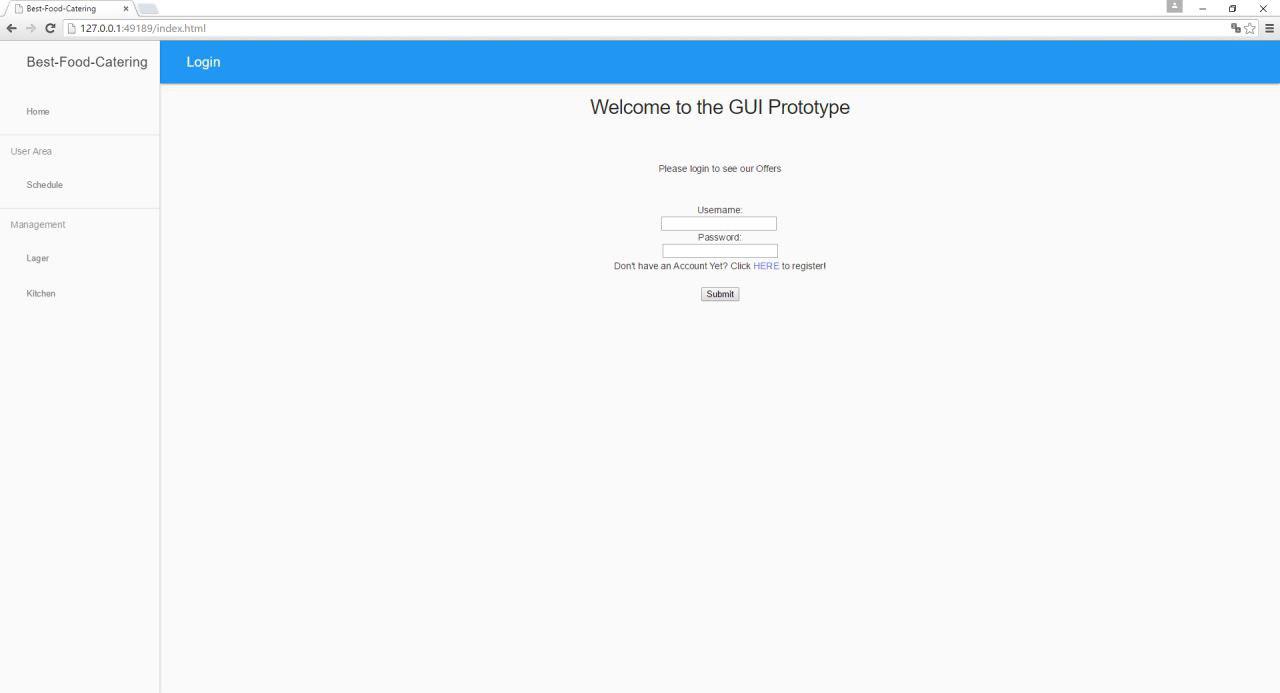 Best-Food-Catering
127.0.0.1:49189/index.html
Best-Food-Catering
Login
Home
User Area
Schedule
Management
Lager
Kitchen
Welcome to the GUI Prototype
Please login to see our Offers
Username:
Password:
Don't have an Account Yet? Click HERE to register!
Submit